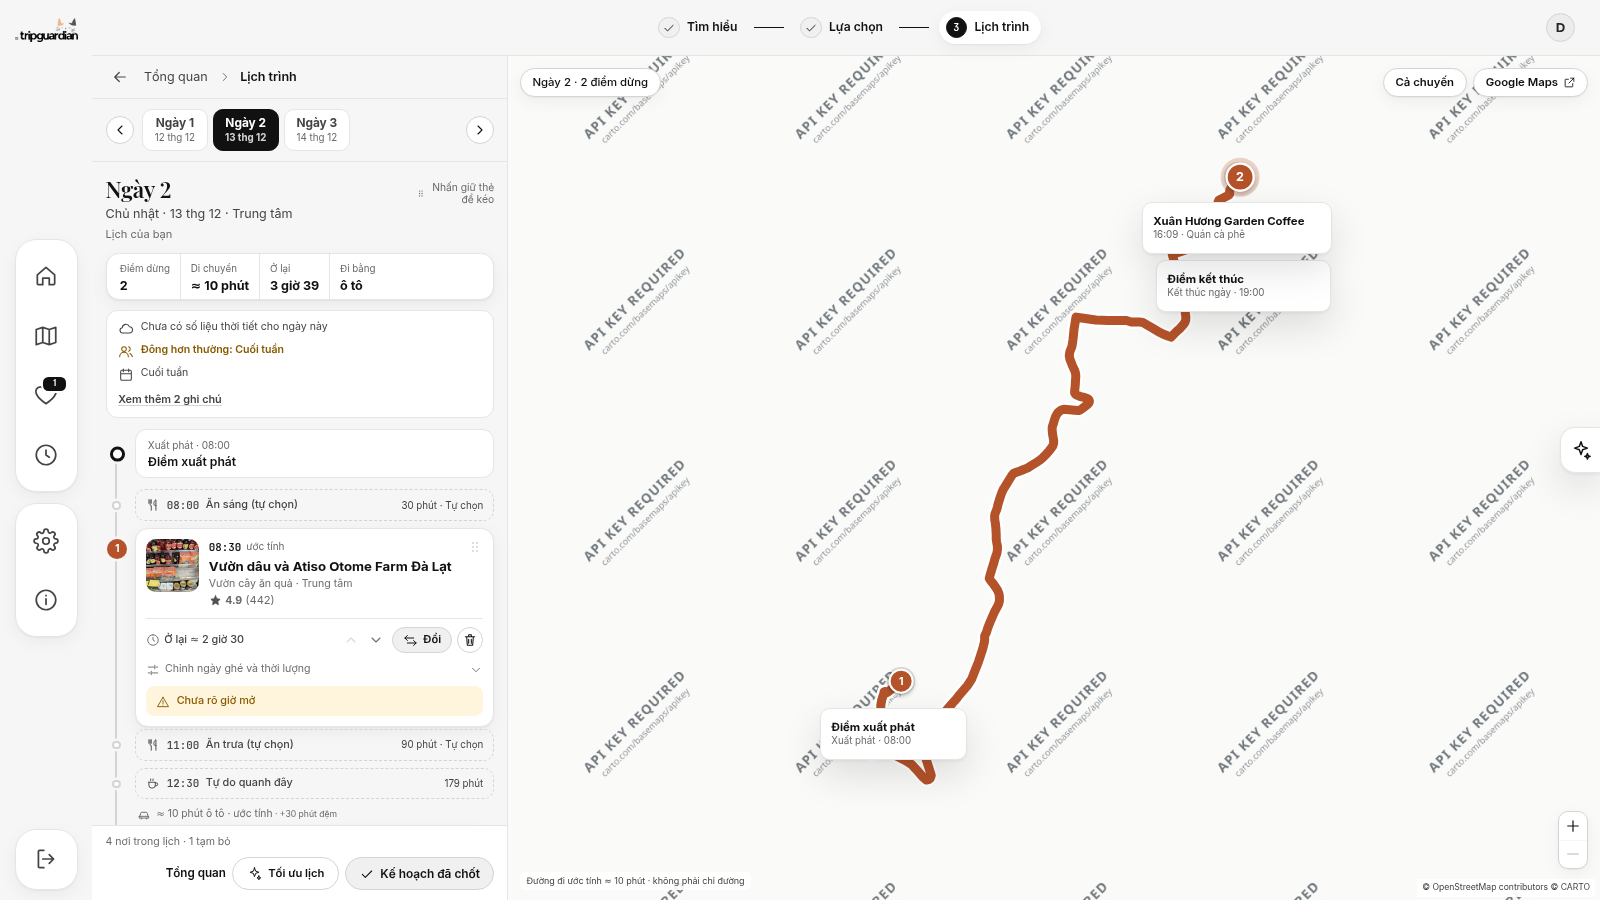 tripguardian
Tìm hiểu
Lựa chọn
3
Lịch trình
D
Tổng quan
Lịch trình
Ngày 1
12 thg 12
Ngày 2
13 thg 12
Ngày 3
14 thg 12
Ngày 2
Nhấn giữ thẻ
để kéo
Chủ nhật · 13 thg 12 · Trung tâm
Lịch của bạn
Điểm dừng
2
Di chuyển
≈ 10 phút
Ở lại
3 giờ 39
Đi bằng
ô tô
Chưa có số liệu thời tiết cho ngày này
Đông hơn thường: Cuối tuần
Cuối tuần
Xem thêm 2 ghi chú
1
Xuất phát · 08:00
Điểm xuất phát
08:00 Ăn sáng (tự chọn)
30 phút · Tự chọn
1
08:30 ước tính
Vườn dâu và Atiso Otome Farm Đà Lạt
Vườn cây ăn quả · Trung tâm
4.9 (442)
Ở lại ≈ 2 giờ 30
Đổi
Chỉnh ngày ghé và thời lượng
Chưa rõ giờ mở
11:00 Ăn trưa (tự chọn)
90 phút · Tự chọn
12:30 Tự do quanh đây
179 phút
≈ 10 phút ô tô · ước tính · +30 phút đệm
4 nơi trong lịch · 1 tạm bỏ
Tổng quan
Tối ưu lịch
Kế hoạch đã chốt
Ngày 2 · 2 điểm dừng
Cả chuyến
Google Maps
API KEY REQUIRED
carto.com/basemaps/apikey
2
Xuân Hương Garden Coffee
16:09 · Quán cà phê
Điểm kết thúc
Kết thúc ngày · 19:00
1
Điểm xuất phát
Xuất phát · 08:00
Đường đi ước tính ≈ 10 phút · không phải chỉ đường
© OpenStreetMap contributors © CARTO